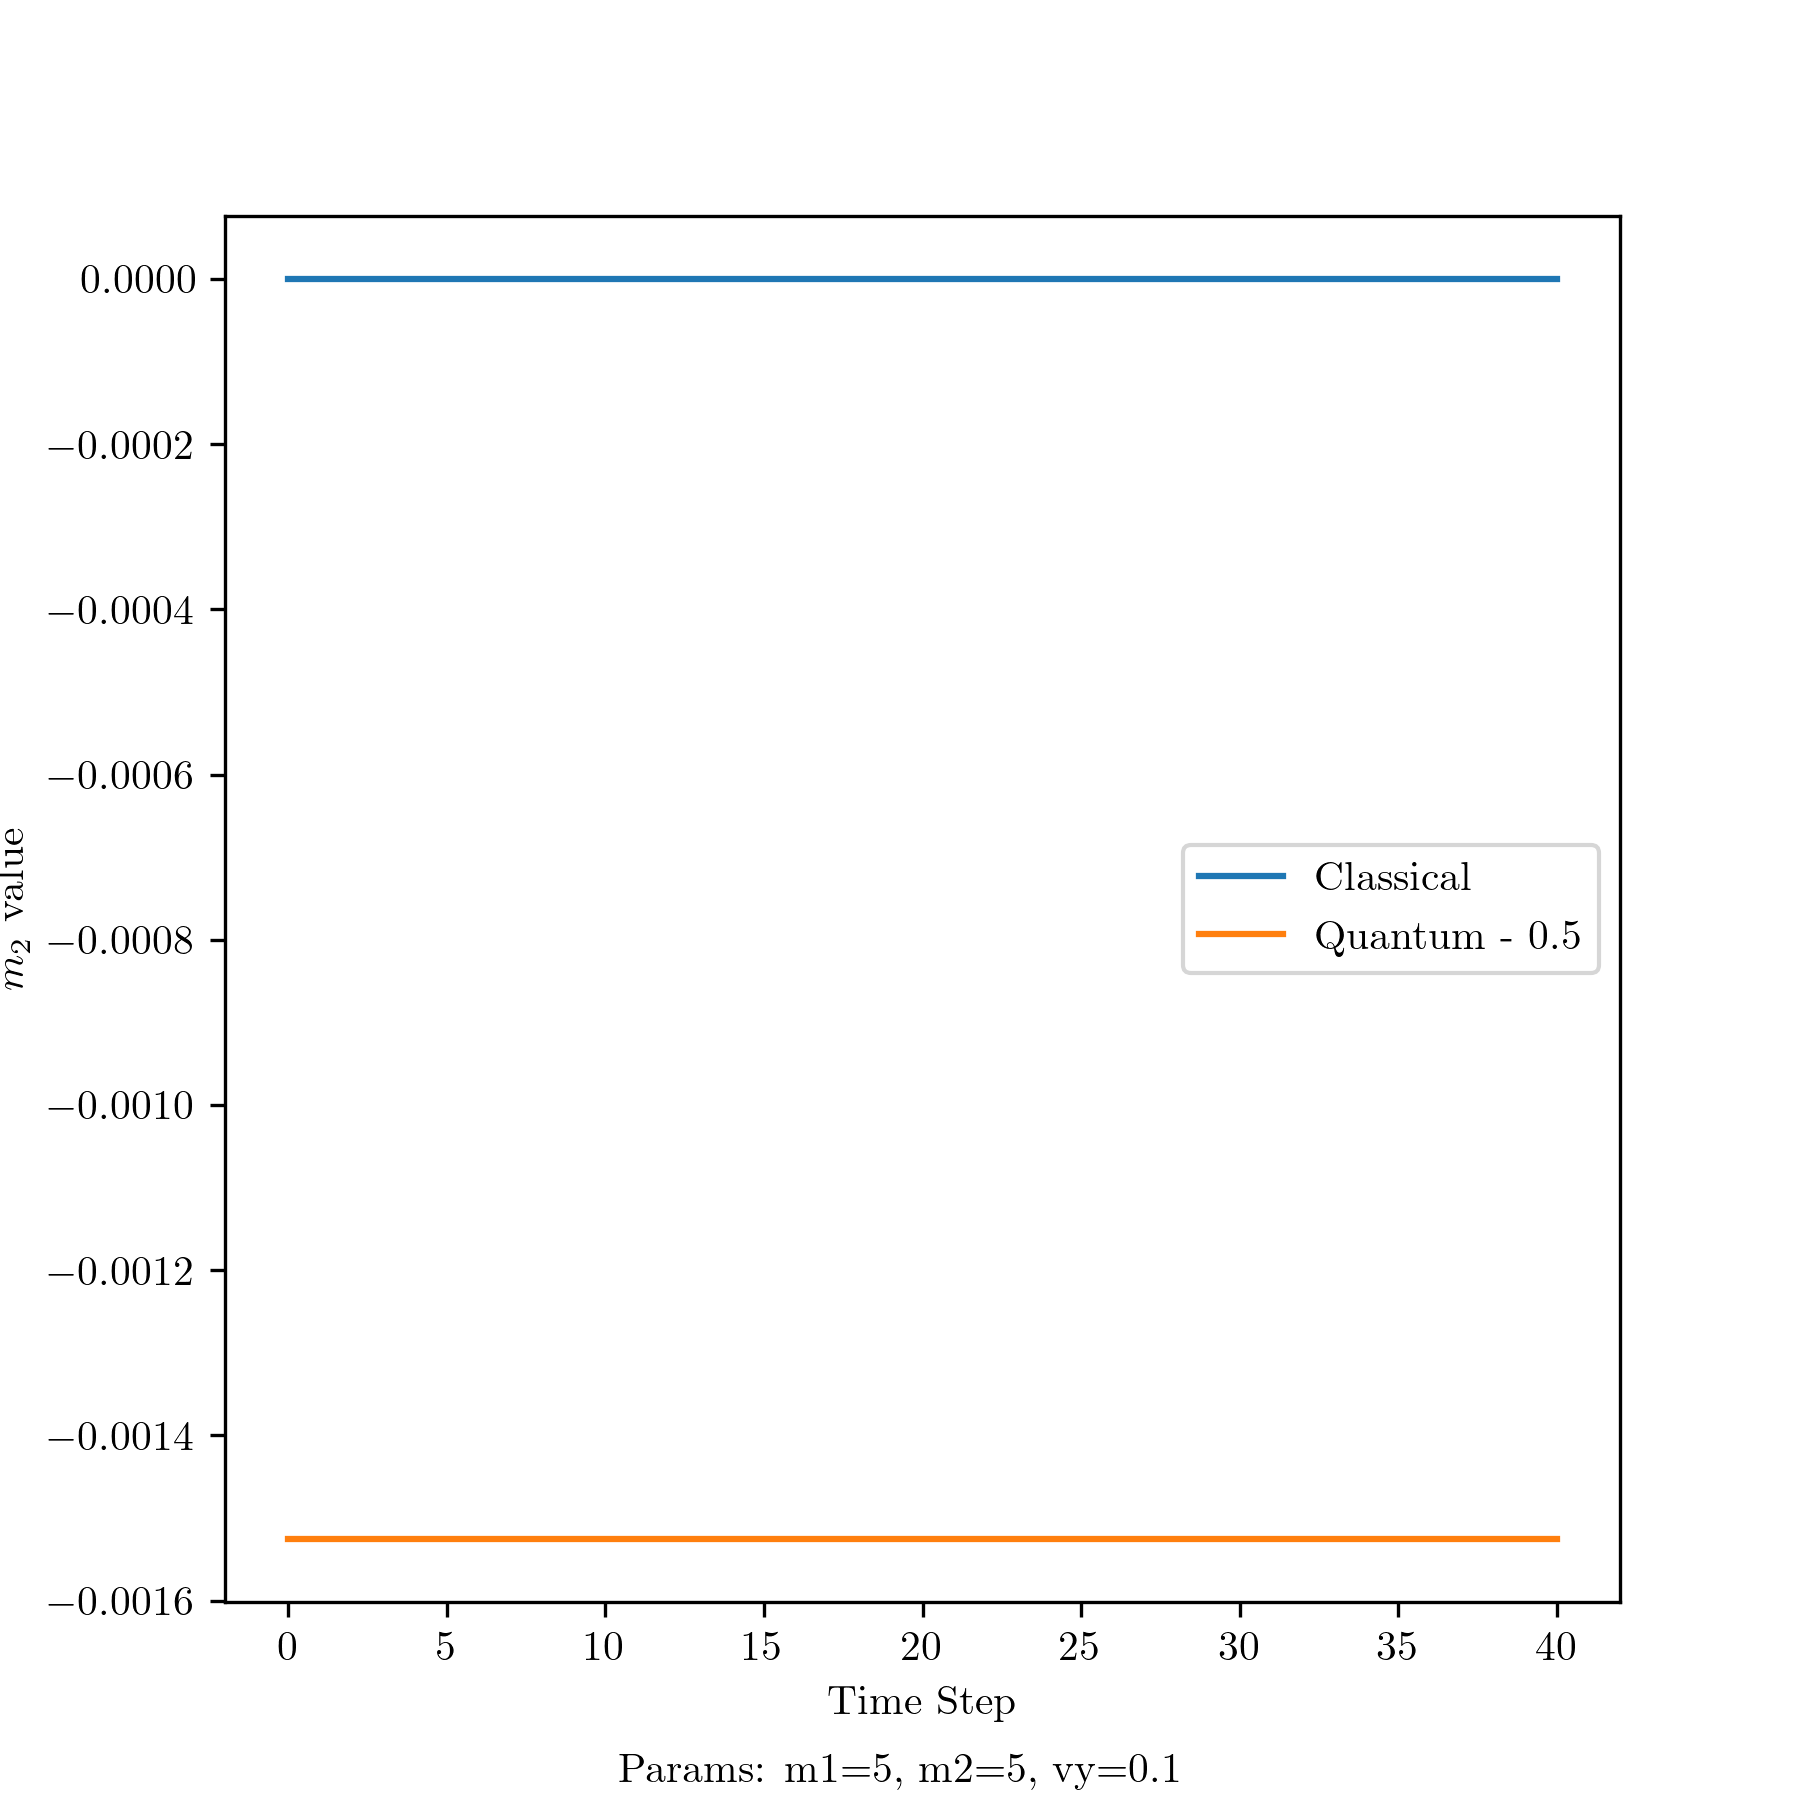 0.0000
−0.0002
−0.0004
−0.0006
−0.0008
−0.0010
−0.0012
−0.0014
−0.0016
m₂ value
Classical
Quantum - 0.5
0 5 10 15 20 25 30 35 40
Time Step
Params: m1=5, m2=5, vy=0.1